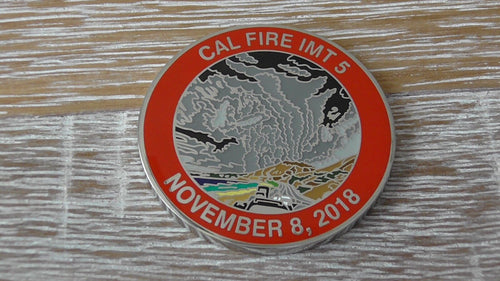 CAL FIRE IMT 5
NOVEMBER 8, 2018